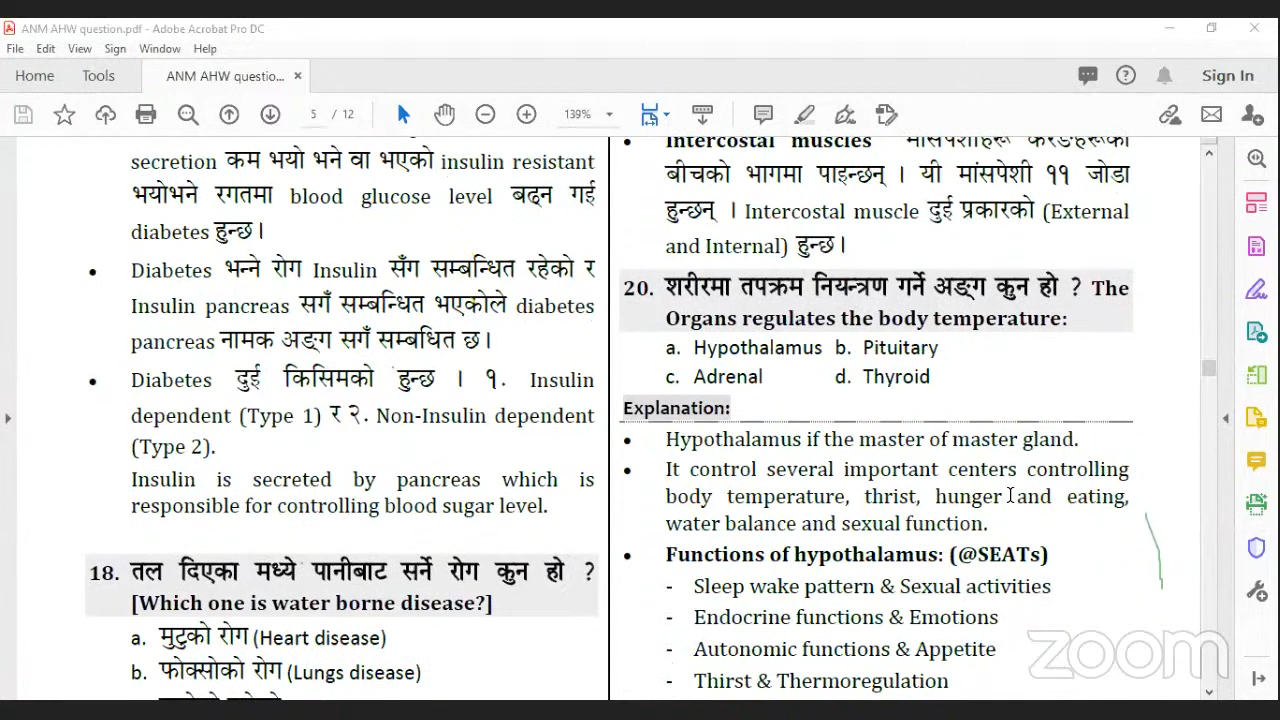 ANM AHW question.pdf - Adobe Acrobat Pro DC
File Edit View Sign Window Help
Home Tools ANM AHW questio... × Sign In
5 / 12 139%
secretion कम भयो भने वा भएको insulin resistant
भयोभने रगतमा blood glucose level बढ्न गई
diabetes हुन्छ।
• Diabetes भन्ने रोग Insulin सँग सम्बन्धित रहेको र
Insulin pancreas सगँ सम्बन्धित भएकोले diabetes
pancreas नामक अङ्ग सगँ सम्बधित छ।
• Diabetes दुई किसिमको हुन्छ । १. Insulin
dependent (Type 1) र २. Non-Insulin dependent
(Type 2).
Insulin is secreted by pancreas which is
responsible for controlling blood sugar level.
18. तल दिएका मध्ये पानीबाट सर्ने रोग कुन हो ?
[Which one is water borne disease?]
a. मुटुको रोग (Heart disease)
b. फोक्सोको रोग (Lungs disease)
• Intercostal muscles मांसपेशीहरू करङहरूको
बीचको भागमा पाइन्छन् । यी मांसपेशी ११ जोडा
हुन्छन् । Intercostal muscle दुई प्रकारको (External
and Internal) हुन्छ।
20. शरीरमा तपक्रम नियन्त्रण गर्ने अङ्ग कुन हो ? The
Organs regulates the body temperature:
a. Hypothalamus b. Pituitary
c. Adrenal d. Thyroid
Explanation:
• Hypothalamus if the master of master gland.
• It control several important centers controlling
body temperature, thrist, hunger and eating,
water balance and sexual function.
• Functions of hypothalamus: (@SEATs)
- Sleep wake pattern & Sexual activities
- Endocrine functions & Emotions
- Autonomic functions & Appetite
- Thirst & Thermoregulation
zoom